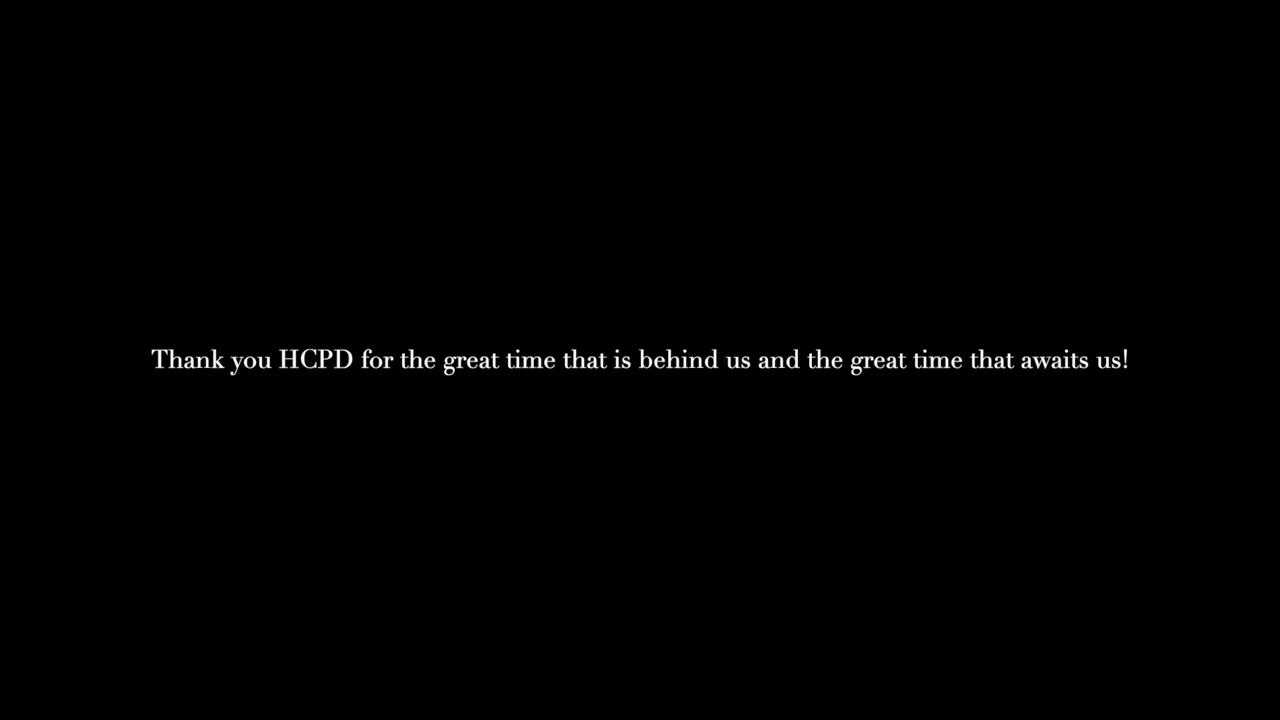 Thank you HCPD for the great time that is behind us and the great time that awaits us!